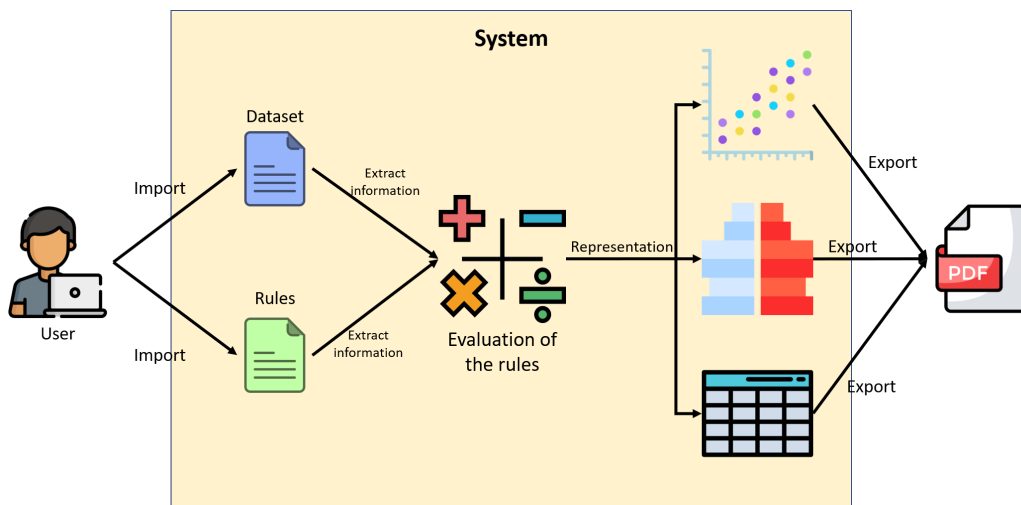 System
Dataset
Import
Extract
information
User
Rules
Import
Extract
information
Evaluation of
the rules
Representation
Export
Export
Export
PDF